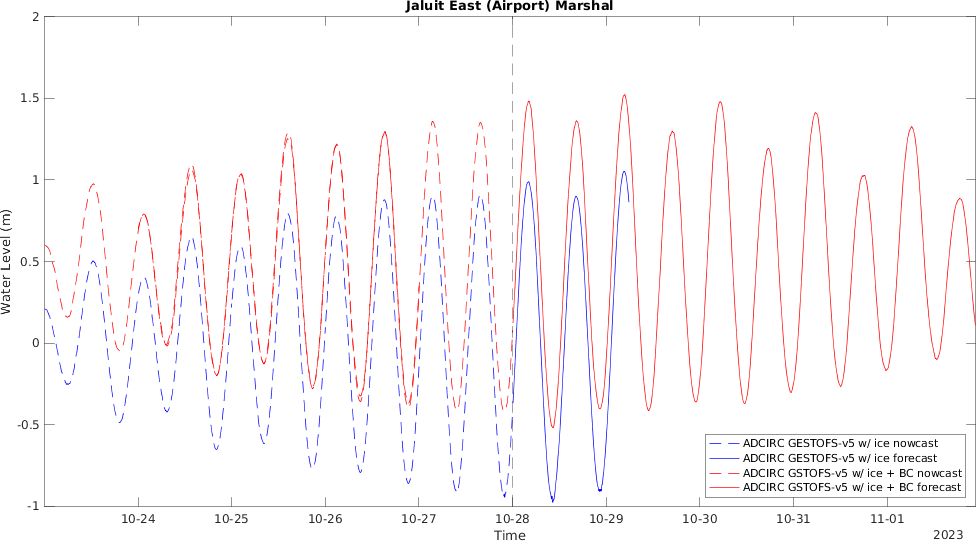 Jaluit East (Airport) Marshal
Water Level (m)
2
1.5
1
0.5
0
-0.5
-1
10-24 10-25 10-26 10-27 10-28 10-29 10-30 10-31 11-01
Time
2023
ADCIRC GESTOFS-v5 w/ ice nowcast
ADCIRC GESTOFS-v5 w/ ice forecast
ADCIRC GSTOFS-v5 w/ ice + BC nowcast
ADCIRC GSTOFS-v5 w/ ice + BC forecast